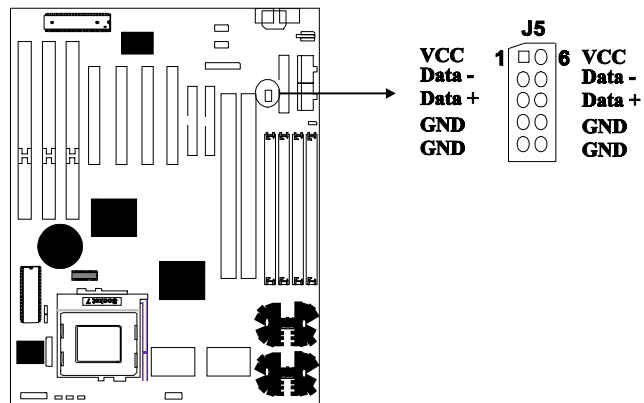 J5
VCC 1 6 VCC
Data - Data -
Data + Data +
GND GND
GND GND
Socket 7